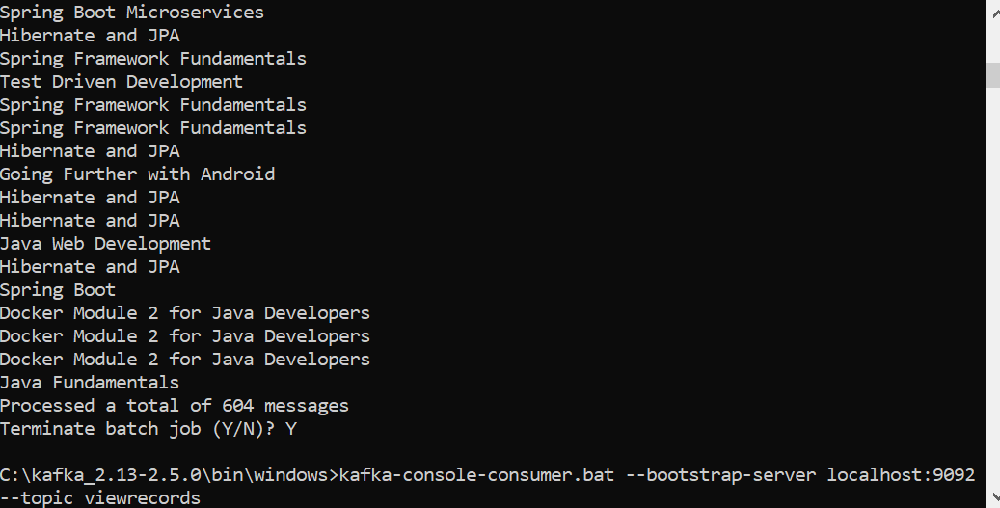 Spring Boot Microservices
Hibernate and JPA
Spring Framework Fundamentals
Test Driven Development
Spring Framework Fundamentals
Spring Framework Fundamentals
Hibernate and JPA
Going Further with Android
Hibernate and JPA
Hibernate and JPA
Java Web Development
Hibernate and JPA
Spring Boot
Docker Module 2 for Java Developers
Docker Module 2 for Java Developers
Docker Module 2 for Java Developers
Java Fundamentals
Processed a total of 604 messages
Terminate batch job (Y/N)? Y
C:\kafka_2.13-2.5.0\bin\windows>kafka-console-consumer.bat --bootstrap-server localhost:9092
--topic viewrecords